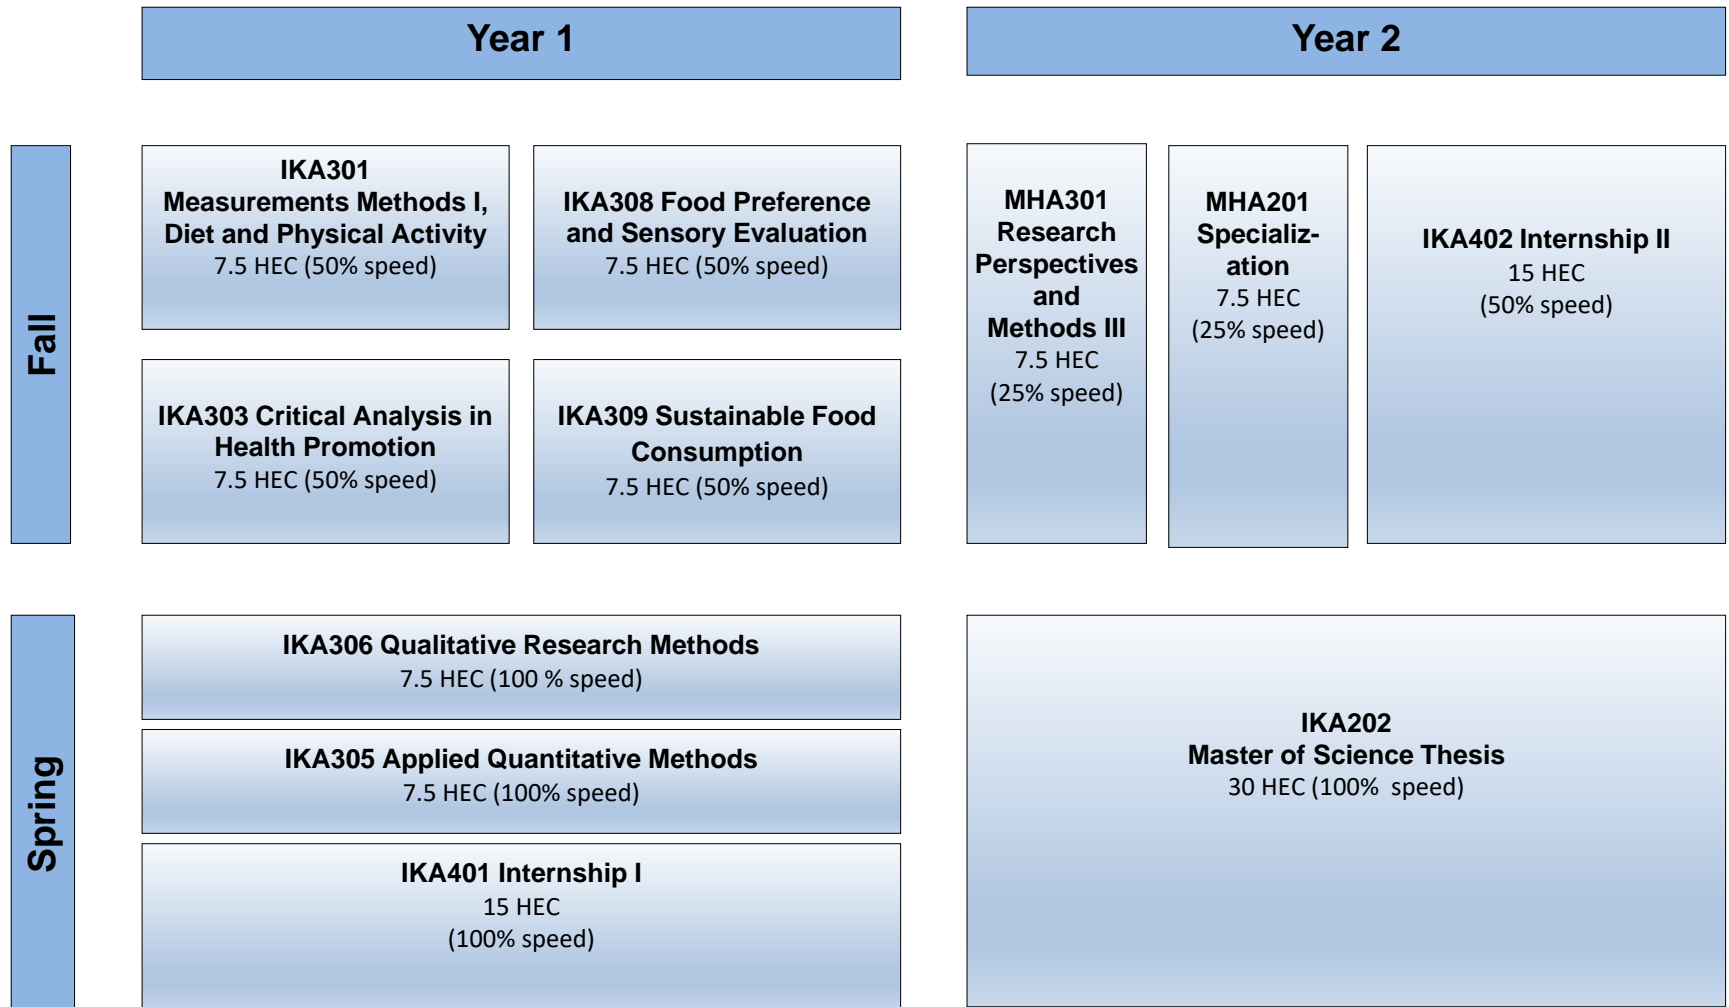 Year 1
Year 2
Fall
IKA301
Measurements Methods I,
Diet and Physical Activity
7.5 HEC (50% speed)
IKA308 Food Preference
and Sensory Evaluation
7.5 HEC (50% speed)
IKA303 Critical Analysis in
Health Promotion
7.5 HEC (50% speed)
IKA309 Sustainable Food
Consumption
7.5 HEC (50% speed)
MHA301
Research
Perspectives
and
Methods III
7.5 HEC
(25% speed)
MHA201
Specializ-
ation
7.5 HEC
(25% speed)
IKA402 Internship II
15 HEC
(50% speed)
Spring
IKA306 Qualitative Research Methods
7.5 HEC (100 % speed)
IKA305 Applied Quantitative Methods
7.5 HEC (100% speed)
IKA401 Internship I
15 HEC
(100% speed)
IKA202
Master of Science Thesis
30 HEC (100%  speed)